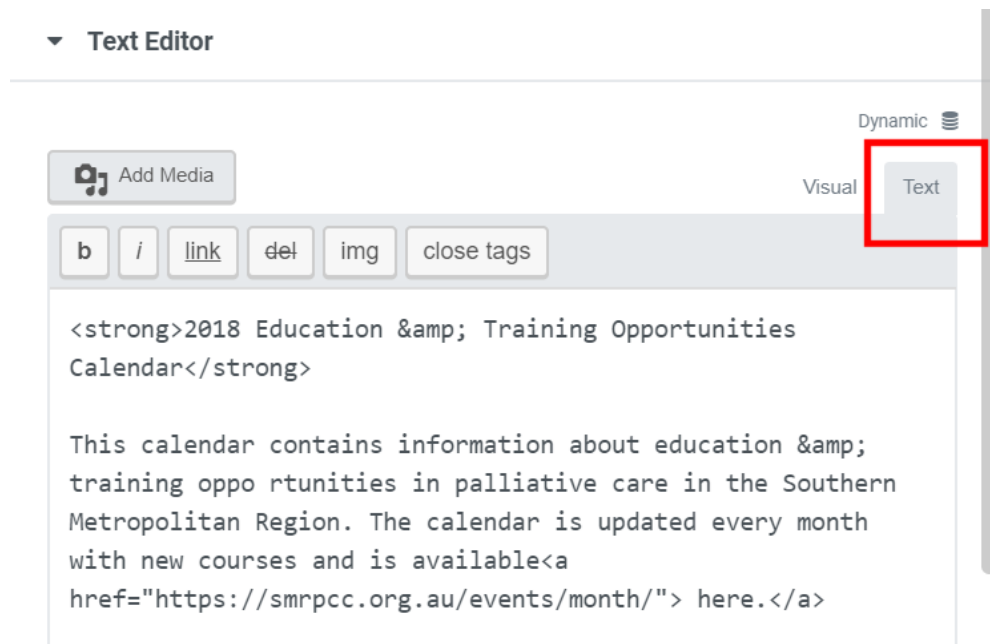 Text Editor
Dynamic
Add Media
Visual
Text
b
i
link
del
img
close tags
<strong>2018 Education &amp; Training Opportunities
Calendar</strong>
This calendar contains information about education &amp;
training oppo rtunities in palliative care in the Southern
Metropolitan Region. The calendar is updated every month
with new courses and is available<a
href="https://smrpcc.org.au/events/month/"> here.</a>